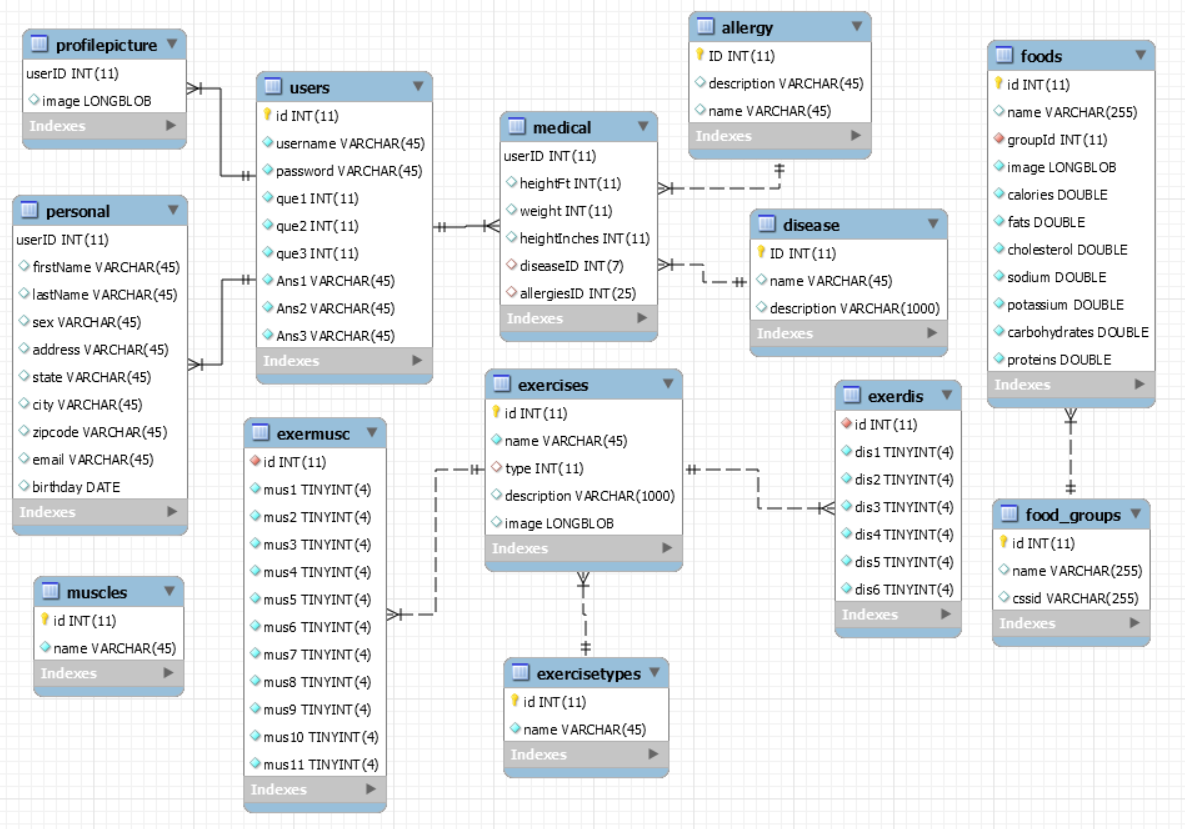 profilepicture
userID INT(11)
image LONGBLOB
Indexes
personal
userID INT(11)
firstName VARCHAR(45)
lastName VARCHAR(45)
sex VARCHAR(45)
address VARCHAR(45)
state VARCHAR(45)
city VARCHAR(45)
zipcode VARCHAR(45)
email VARCHAR(45)
birthday DATE
Indexes
muscles
id INT(11)
name VARCHAR(45)
Indexes
users
id INT(11)
username VARCHAR(45)
password VARCHAR(45)
que1 INT(11)
que2 INT(11)
que3 INT(11)
Ans1 VARCHAR(45)
Ans2 VARCHAR(45)
Ans3 VARCHAR(45)
Indexes
exermusc
id INT(11)
mus1 TINYINT(4)
mus2 TINYINT(4)
mus3 TINYINT(4)
mus4 TINYINT(4)
mus5 TINYINT(4)
mus6 TINYINT(4)
mus7 TINYINT(4)
mus8 TINYINT(4)
mus9 TINYINT(4)
mus10 TINYINT(4)
mus11 TINYINT(4)
Indexes
medical
userID INT(11)
heightFt INT(11)
weight INT(11)
heightInches INT(11)
diseaseID INT(7)
allergiesID INT(25)
Indexes
exercises
id INT(11)
name VARCHAR(45)
type INT(11)
description VARCHAR(1000)
image LONGBLOB
Indexes
exercisetypes
id INT(11)
name VARCHAR(45)
Indexes
allergy
ID INT(11)
description VARCHAR(45)
name VARCHAR(45)
Indexes
disease
ID INT(11)
name VARCHAR(45)
description VARCHAR(1000)
Indexes
exerdis
id INT(11)
dis1 TINYINT(4)
dis2 TINYINT(4)
dis3 TINYINT(4)
dis4 TINYINT(4)
dis5 TINYINT(4)
dis6 TINYINT(4)
Indexes
foods
id INT(11)
name VARCHAR(255)
groupId INT(11)
image LONGBLOB
calories DOUBLE
fats DOUBLE
cholesterol DOUBLE
sodium DOUBLE
potassium DOUBLE
carbohydrates DOUBLE
proteins DOUBLE
Indexes
food_groups
id INT(11)
name VARCHAR(255)
cssid VARCHAR(255)
Indexes